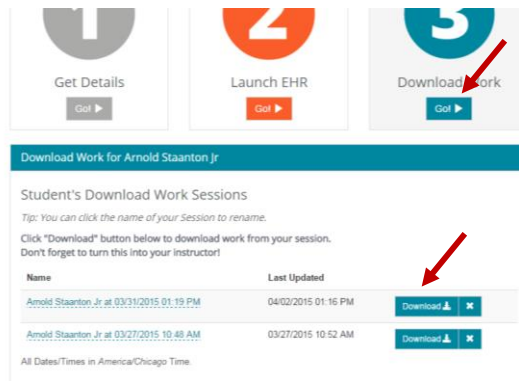 1 2 3
Get Details Launch EHR Download Work
Go! Go! Go!
Download Work for Arnold Staanton Jr
Student's Download Work Sessions
Tip: You can click the name of your Session to rename.
Click "Download" button below to download work from your session.
Don't forget to turn this into your instructor!
Name Last Updated
Arnold Staanton Jr at 03/31/2015 01:19 PM 04/02/2015 01:16 PM Download
Arnold Staanton Jr at 03/27/2015 10:48 AM 03/27/2015 10:52 AM Download
All Dates/Times in America/Chicago Time.